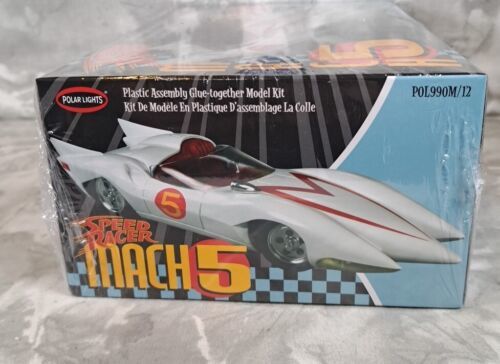 POLAR LIGHTS
Plastic Assembly Glue-together Model Kit
Kit De Modèle En Plastique D'assemblage La Colle
POL990M/12
5
M
SPEED
RACER
MACH 5